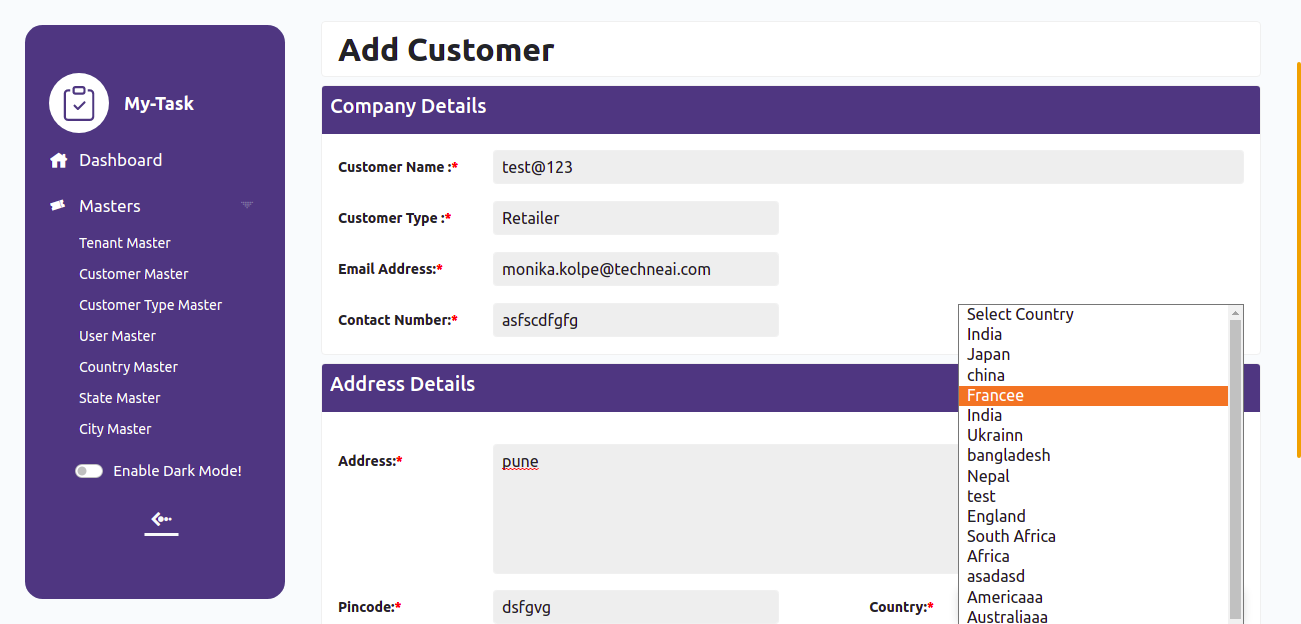 My-Task
Dashboard
Masters
Tenant Master
Customer Master
Customer Type Master
User Master
Country Master
State Master
City Master
Enable Dark Mode!
Add Customer
Company Details
Customer Name :*
test@123
Customer Type :*
Retailer
Email Address:*
monika.kolpe@techneai.com
Contact Number:*
asfscdfgfg
Address Details
Address:*
pune
Pincode:*
dsfgvg
Country:*
Select Country
India
Japan
china
Francee
India
Ukrainn
bangladesh
Nepal
test
England
South Africa
Africa
asadasd
Americaaa
Australiaaa